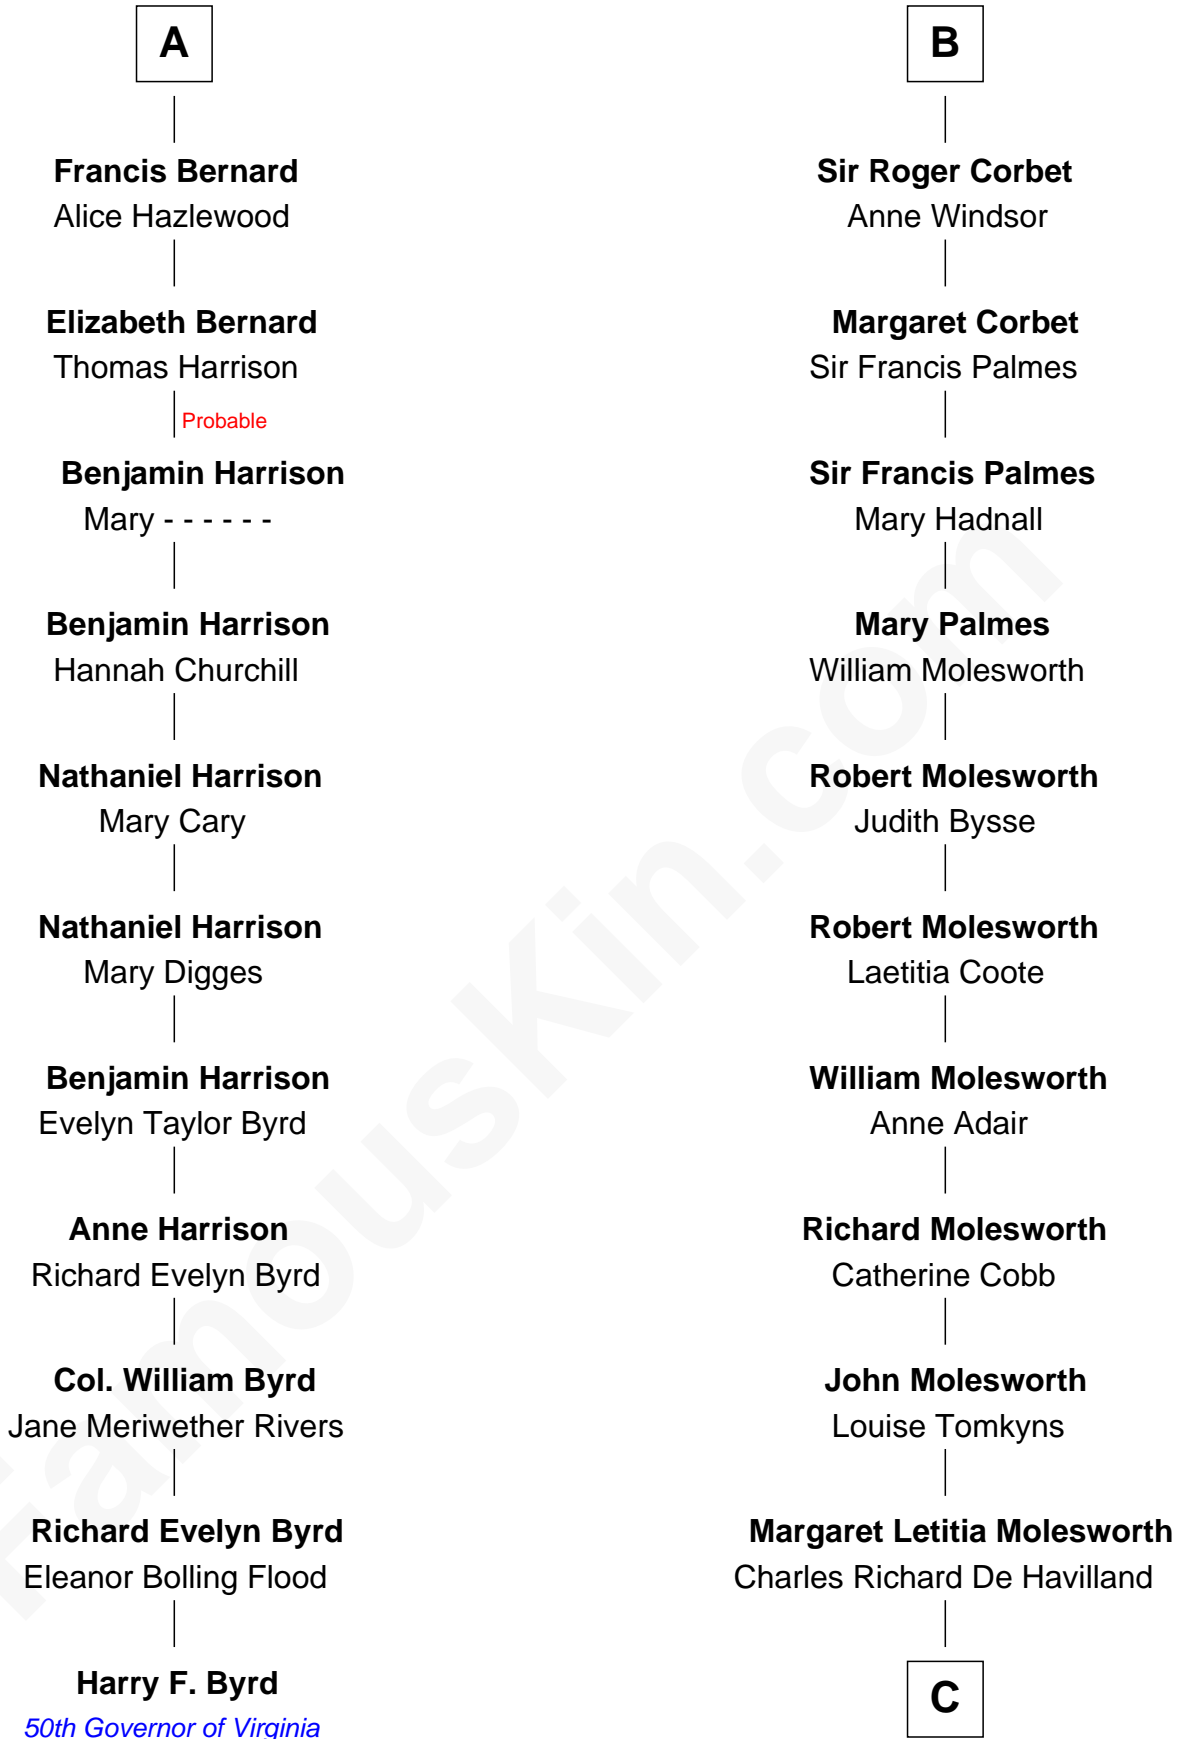 A
Francis Bernard
Alice Hazlewood
Elizabeth Bernard
Thomas Harrison
Probable
Benjamin Harrison
Mary - - - - - -
Benjamin Harrison
Hannah Churchill
Nathaniel Harrison
Mary Cary
Nathaniel Harrison
Mary Digges
Benjamin Harrison
Evelyn Taylor Byrd
Anne Harrison
Richard Evelyn Byrd
Col. William Byrd
Jane Meriwether Rivers
Richard Evelyn Byrd
Eleanor Bolling Flood
Harry F. Byrd
50th Governor of Virginia
B
Sir Roger Corbet
Anne Windsor
Margaret Corbet
Sir Francis Palmes
Sir Francis Palmes
Mary Hadnall
Mary Palmes
William Molesworth
Robert Molesworth
Judith Bysse
Robert Molesworth
Laetitia Coote
William Molesworth
Anne Adair
Richard Molesworth
Catherine Cobb
John Molesworth
Louise Tomkyns
Margaret Letitia Molesworth
Charles Richard De Havilland
C
FamousKin.com